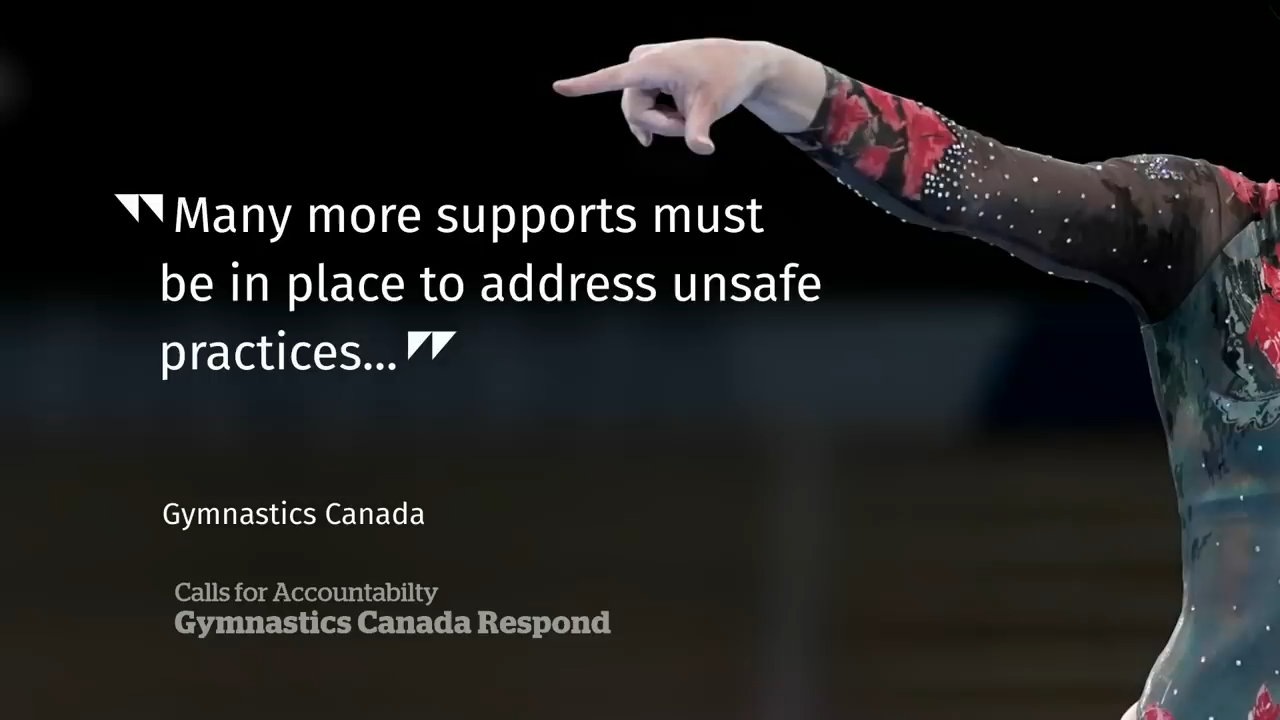 "Many more supports must
be in place to address unsafe
practices..."
Gymnastics Canada
Calls for Accountabilty
Gymnastics Canada Respond